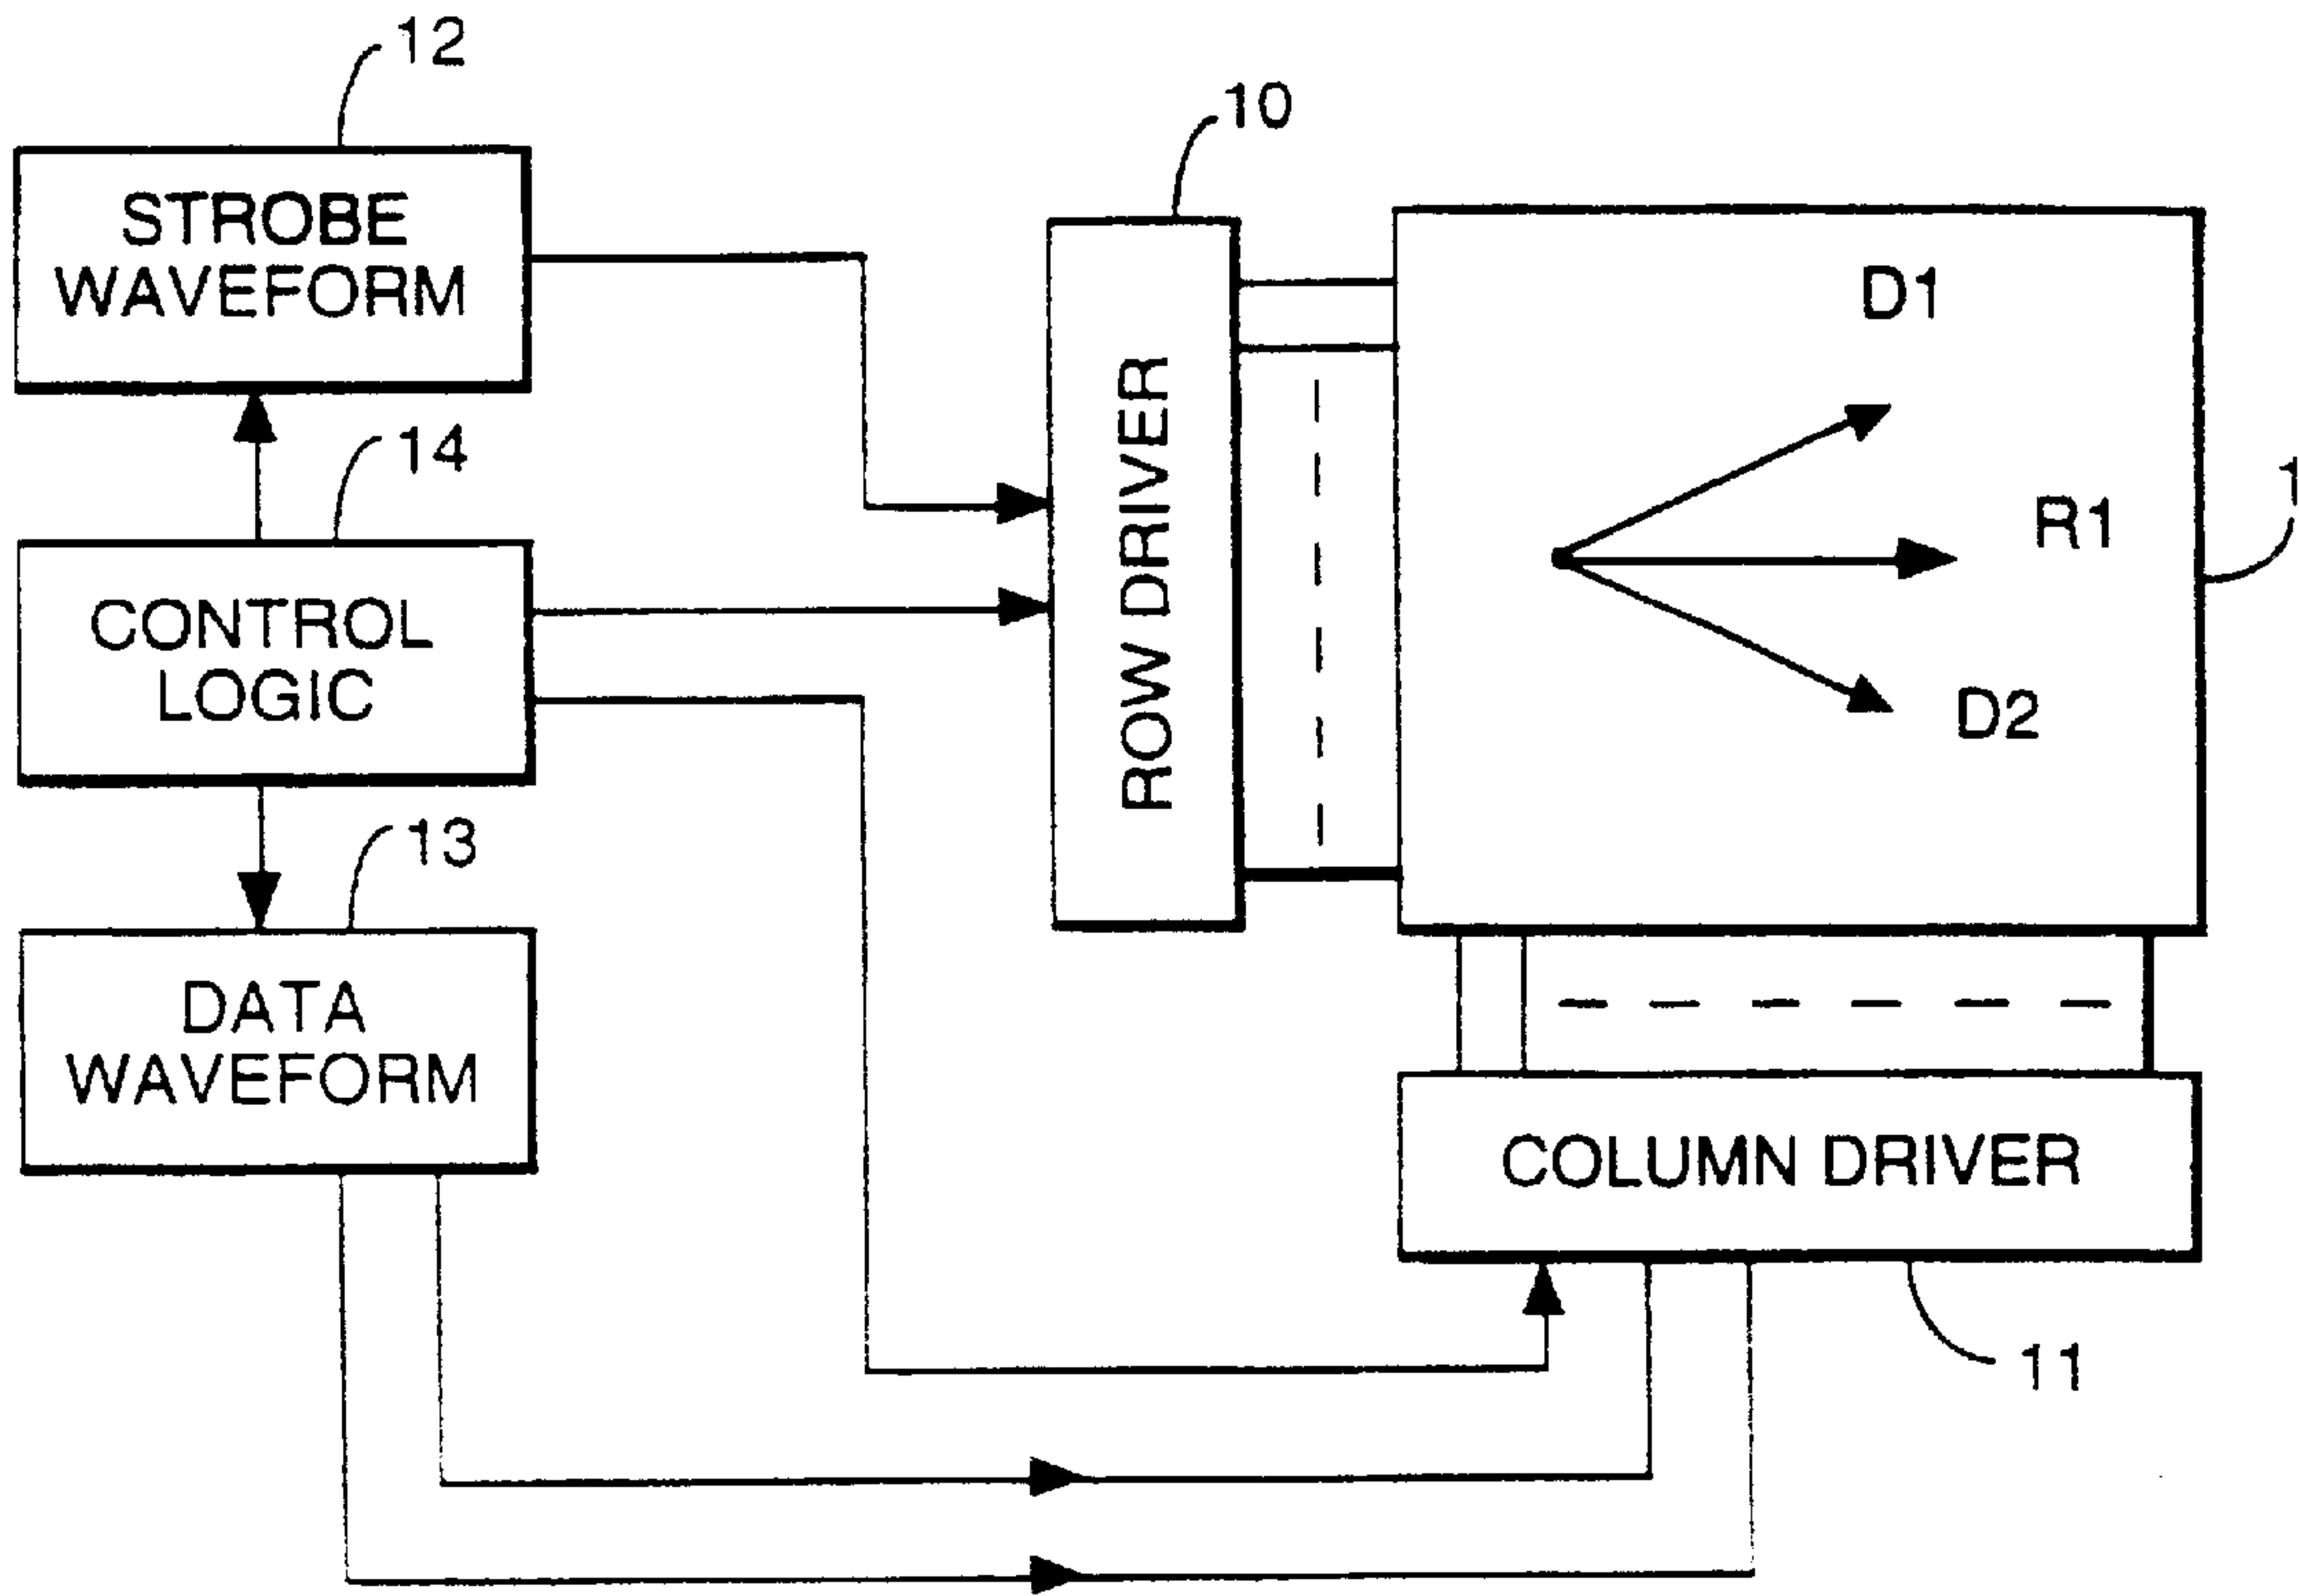 12
STROBE
WAVEFORM
10
ROW DRIVER
D1
R1
D2
1
14
CONTROL
LOGIC
13
DATA
WAVEFORM
COLUMN DRIVER
11